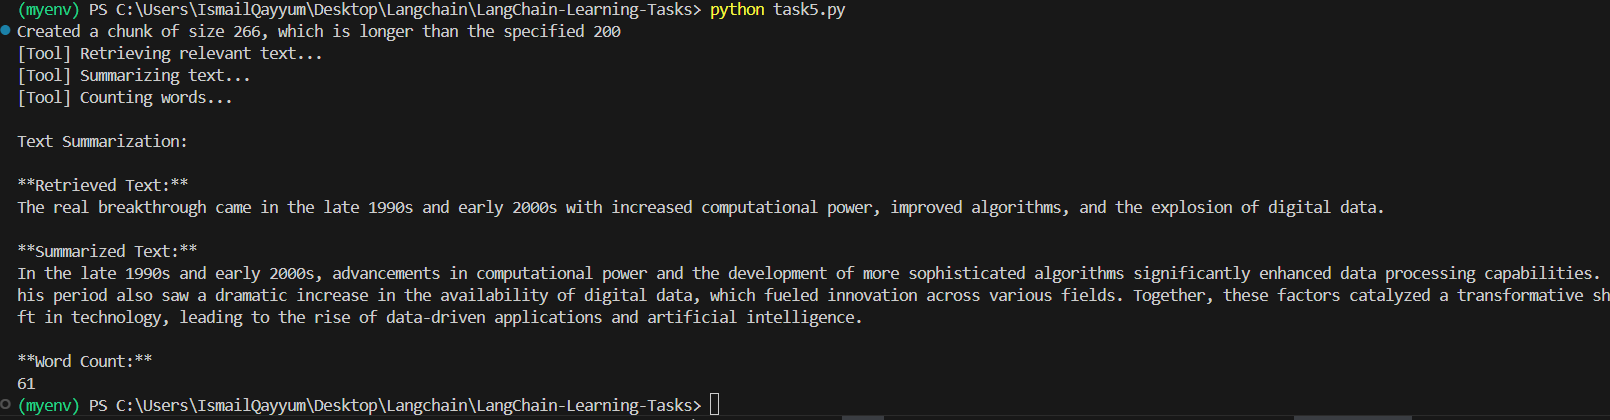 (myenv) PS C:\Users\IsmailQayyum\Desktop\Langchain\LangChain-Learning-Tasks> python task5.py
Created a chunk of size 266, which is longer than the specified 200
[Tool] Retrieving relevant text...
[Tool] Summarizing text...
[Tool] Counting words...
Text Summarization:
**Retrieved Text:**
The real breakthrough came in the late 1990s and early 2000s with increased computational power, improved algorithms, and the explosion of digital data.
**Summarized Text:**
In the late 1990s and early 2000s, advancements in computational power and the development of more sophisticated algorithms significantly enhanced data processing capabilities.
his period also saw a dramatic increase in the availability of digital data, which fueled innovation across various fields. Together, these factors catalyzed a transformative sh
ft in technology, leading to the rise of data-driven applications and artificial intelligence.
**Word Count:**
61
(myenv) PS C:\Users\IsmailQayyum\Desktop\Langchain\LangChain-Learning-Tasks>